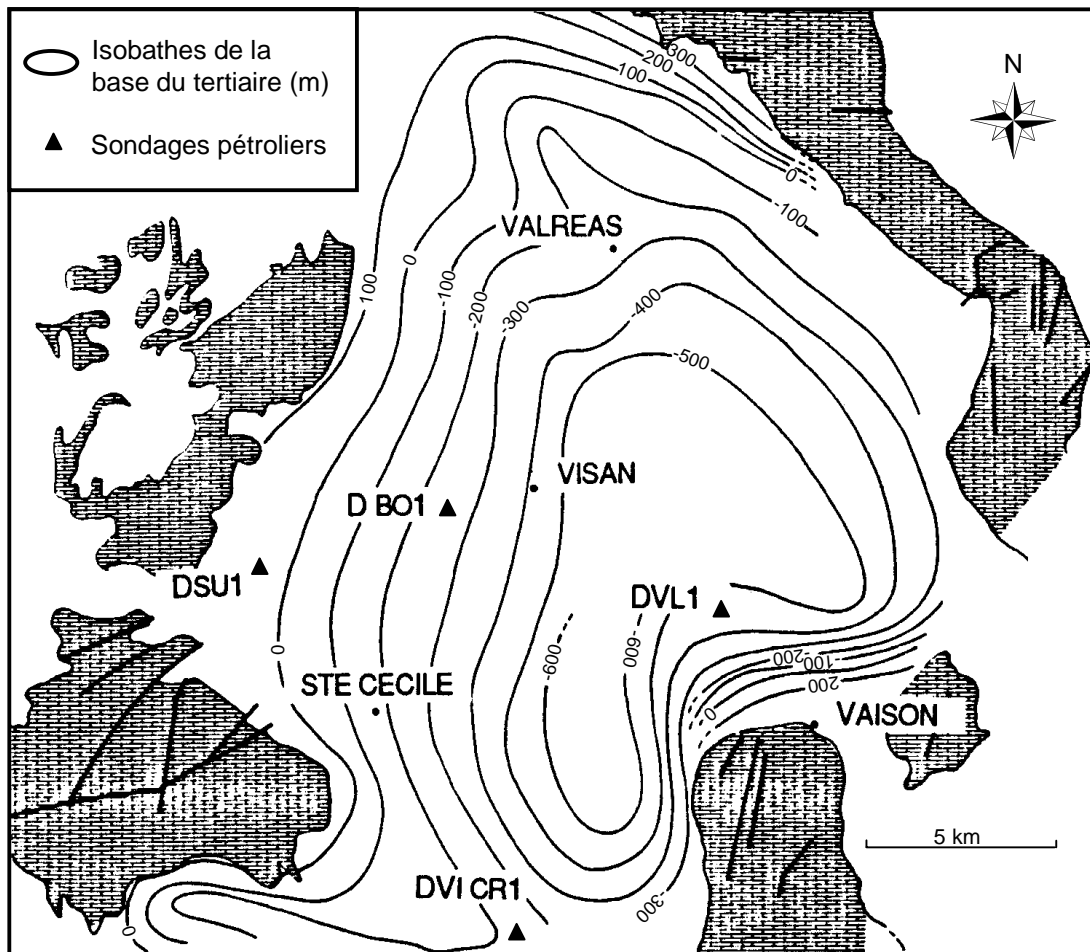 Isobathes de la
base du tertiaire (m)
Sondages pétroliers
N
300
200
100
0
-100
VALREAS
100
0
-100
-200
-300
-400
-500
VISAN
D BO1
DSU1
DVL1
0
-600
-600
-200
-100
200
0
STE CECILE
VAISON
5 km
DVI CR1
-300
0